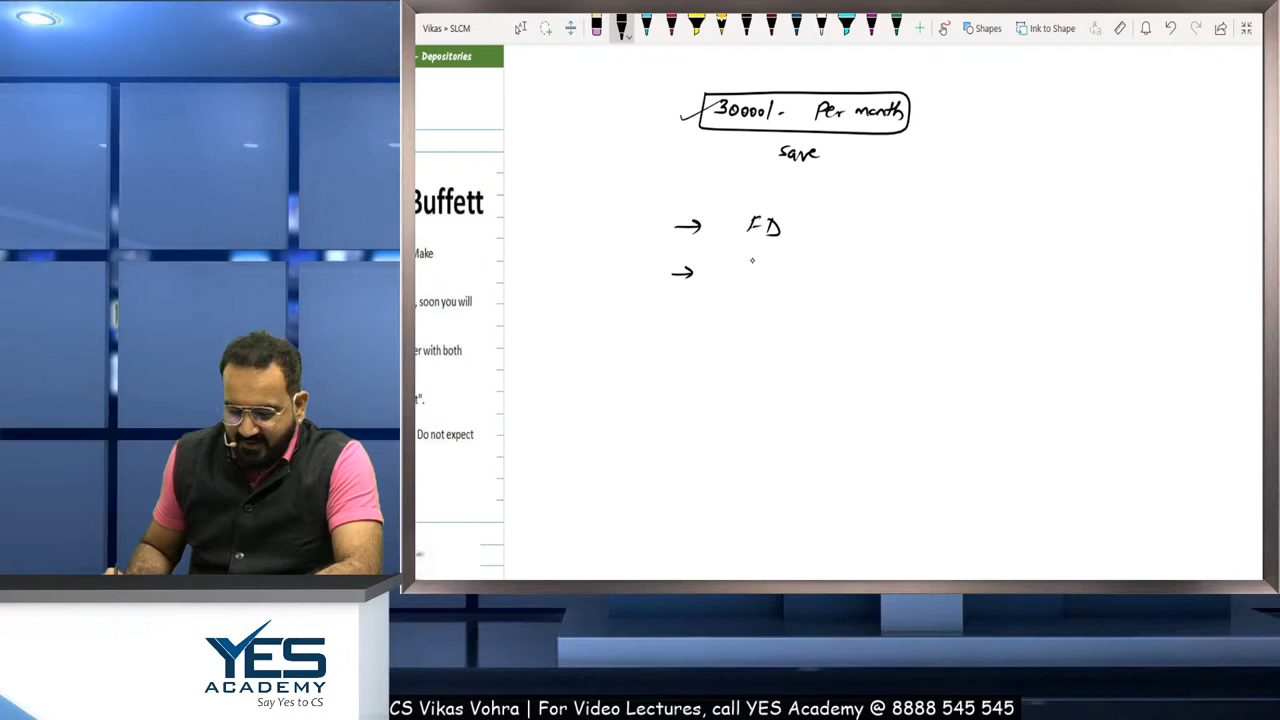 Vikas » SLCM
Shapes
Ink to Shape
- Depositories
30000/- Per month
save
Buffett
→ FD
Make
→
, soon you will
er with both
t".
Do not expect
YES
ACADEMY
Say Yes to CS
CS Vikas Vohra | For Video Lectures, call YES Academy @ 8888 545 545